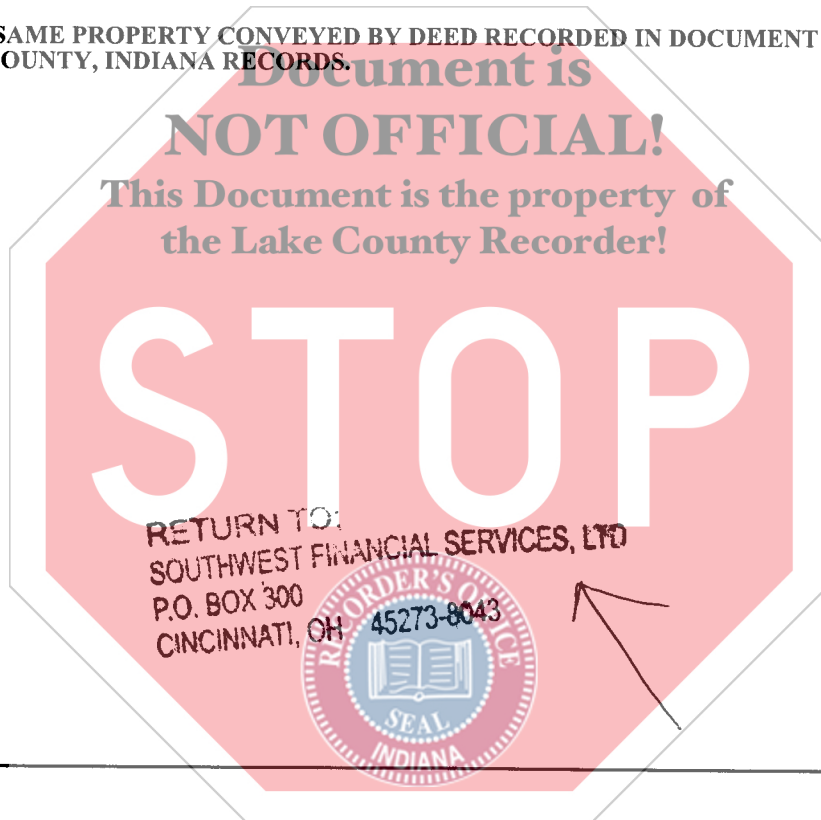 SAME PROPERTY CONVEYED BY DEED RECORDED IN DOCUMENT
OUNTY, INDIANA RECORDS.
Document is
NOT OFFICIAL!
This Document is the property of
the Lake County Recorder!
STOP
RETURN TO:
SOUTHWEST FINANCIAL SERVICES, LTD
P.O. BOX 300
CINCINNATI, OH 45273-8043
RECORDER'S OFFICE
SEAL
INDIANA